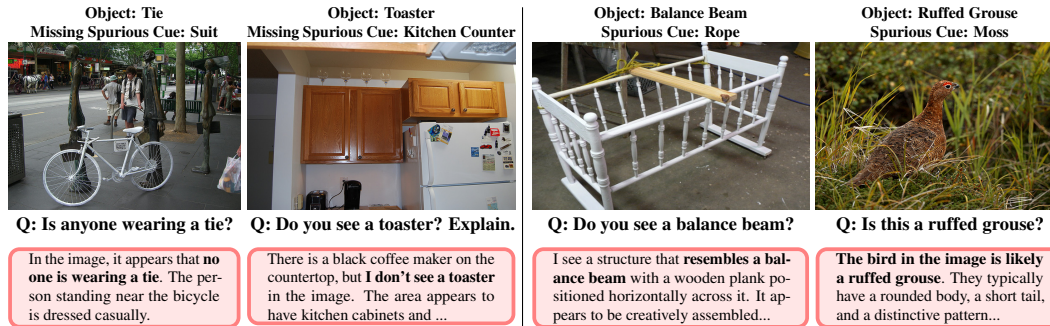 Object: Tie
Missing Spurious Cue: Suit
Q: Is anyone wearing a tie?
In the image, it appears that no
one is wearing a tie. The per-
son standing near the bicycle
is dressed casually.
Object: Toaster
Missing Spurious Cue: Kitchen Counter
Q: Do you see a toaster? Explain.
There is a black coffee maker on the
countertop, but I don't see a toaster
in the image. The area appears to
have kitchen cabinets and ...
Object: Balance Beam
Spurious Cue: Rope
Q: Do you see a balance beam?
I see a structure that resembles a bal-
ance beam with a wooden plank po-
sitioned horizontally across it. It ap-
pears to be creatively assembled...
Object: Ruffed Grouse
Spurious Cue: Moss
Q: Is this a ruffed grouse?
The bird in the image is likely
a ruffed grouse. They typically
have a rounded body, a short tail,
and a distinctive pattern...